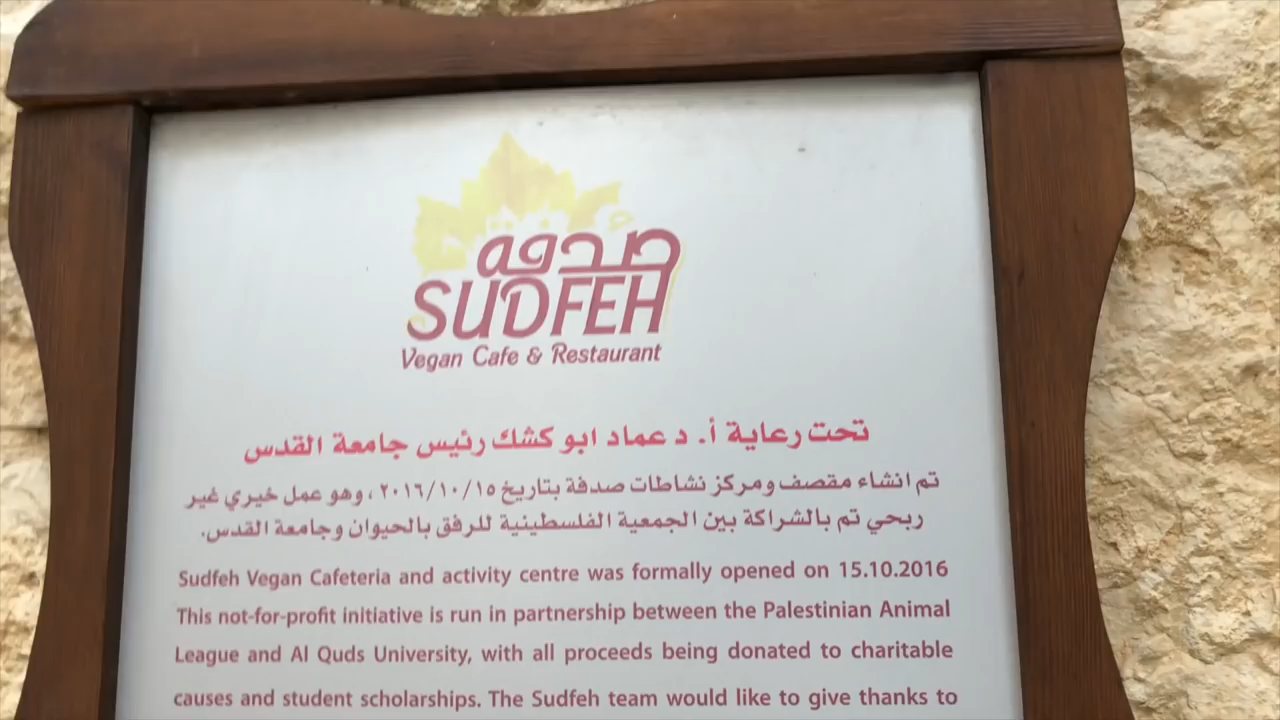 صدفه
SUDFEH
Vegan Cafe & Restaurant
تحت رعاية أ. د عماد ابو كشك رئيس جامعة القدس
تم انشاء مقصف ومركز نشاطات صدفة بتاريخ ٢٠١٦/١٠/١٥، وهو عمل خيري غير
ربحي تم بالشراكة بين الجمعية الفلسطينية للرفق بالحيوان وجامعة القدس.
Sudfeh Vegan Cafeteria and activity centre was formally opened on 15.10.2016
This not-for-profit initiative is run in partnership between the Palestinian Animal
League and Al Quds University, with all proceeds being donated to charitable
causes and student scholarships. The Sudfeh team would like to give thanks to